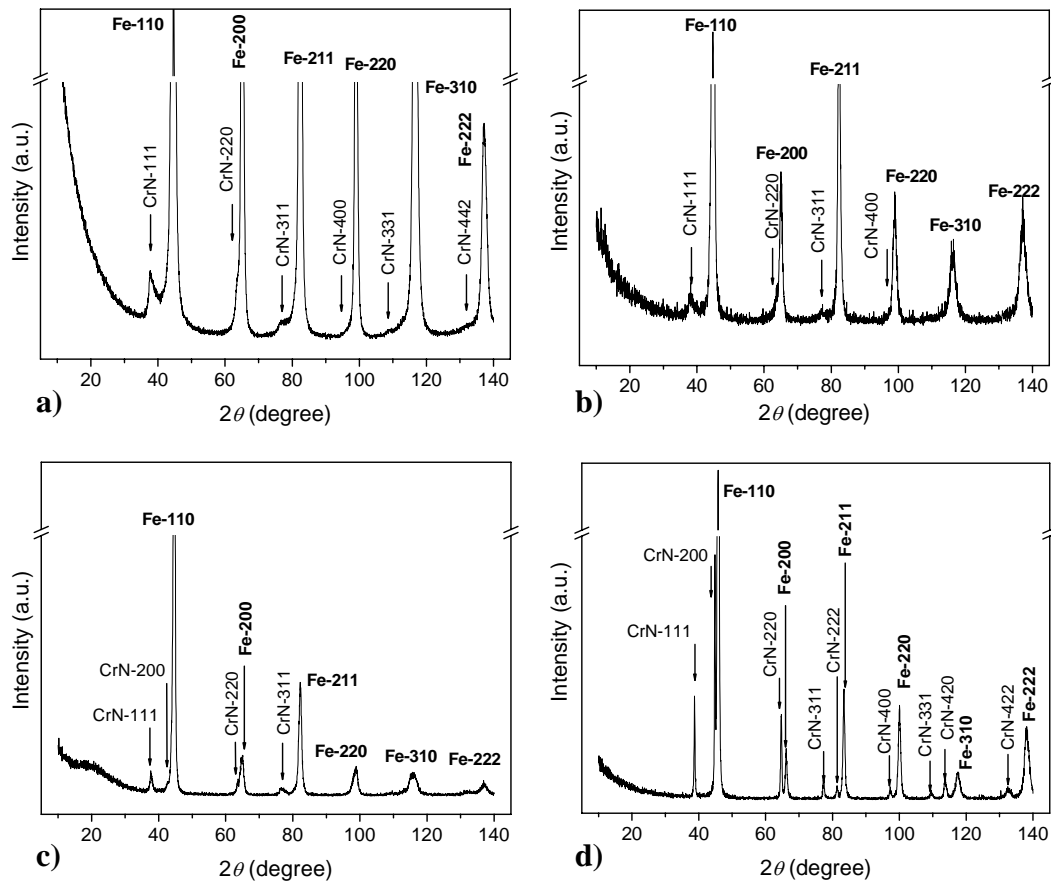 Fe-110
Fe-200
Fe-211
Fe-220
Fe-310
Fe-222
CrN-111
CrN-220
CrN-311
CrN-400
CrN-331
CrN-442
Intensity (a.u.)
20 40 60 80 100 120 140
2θ (degree)
a)
Fe-110
Fe-211
Fe-200
Fe-220
Fe-310
Fe-222
CrN-111
CrN-220
CrN-311
CrN-400
Intensity (a.u.)
20 40 60 80 100 120 140
2θ (degree)
b)
Fe-110
CrN-200
CrN-111
CrN-220
Fe-200
CrN-311
Fe-211
Fe-220
Fe-310
Fe-222
Intensity (a.u.)
20 40 60 80 100 120 140
2θ (degree)
c)
Fe-110
CrN-200
CrN-111
CrN-220
Fe-200
CrN-311
CrN-222
Fe-211
CrN-400
Fe-220
CrN-331
CrN-420
Fe-310
CrN-422
Fe-222
Intensity (a.u.)
20 40 60 80 100 120 140
2θ (degree)
d)